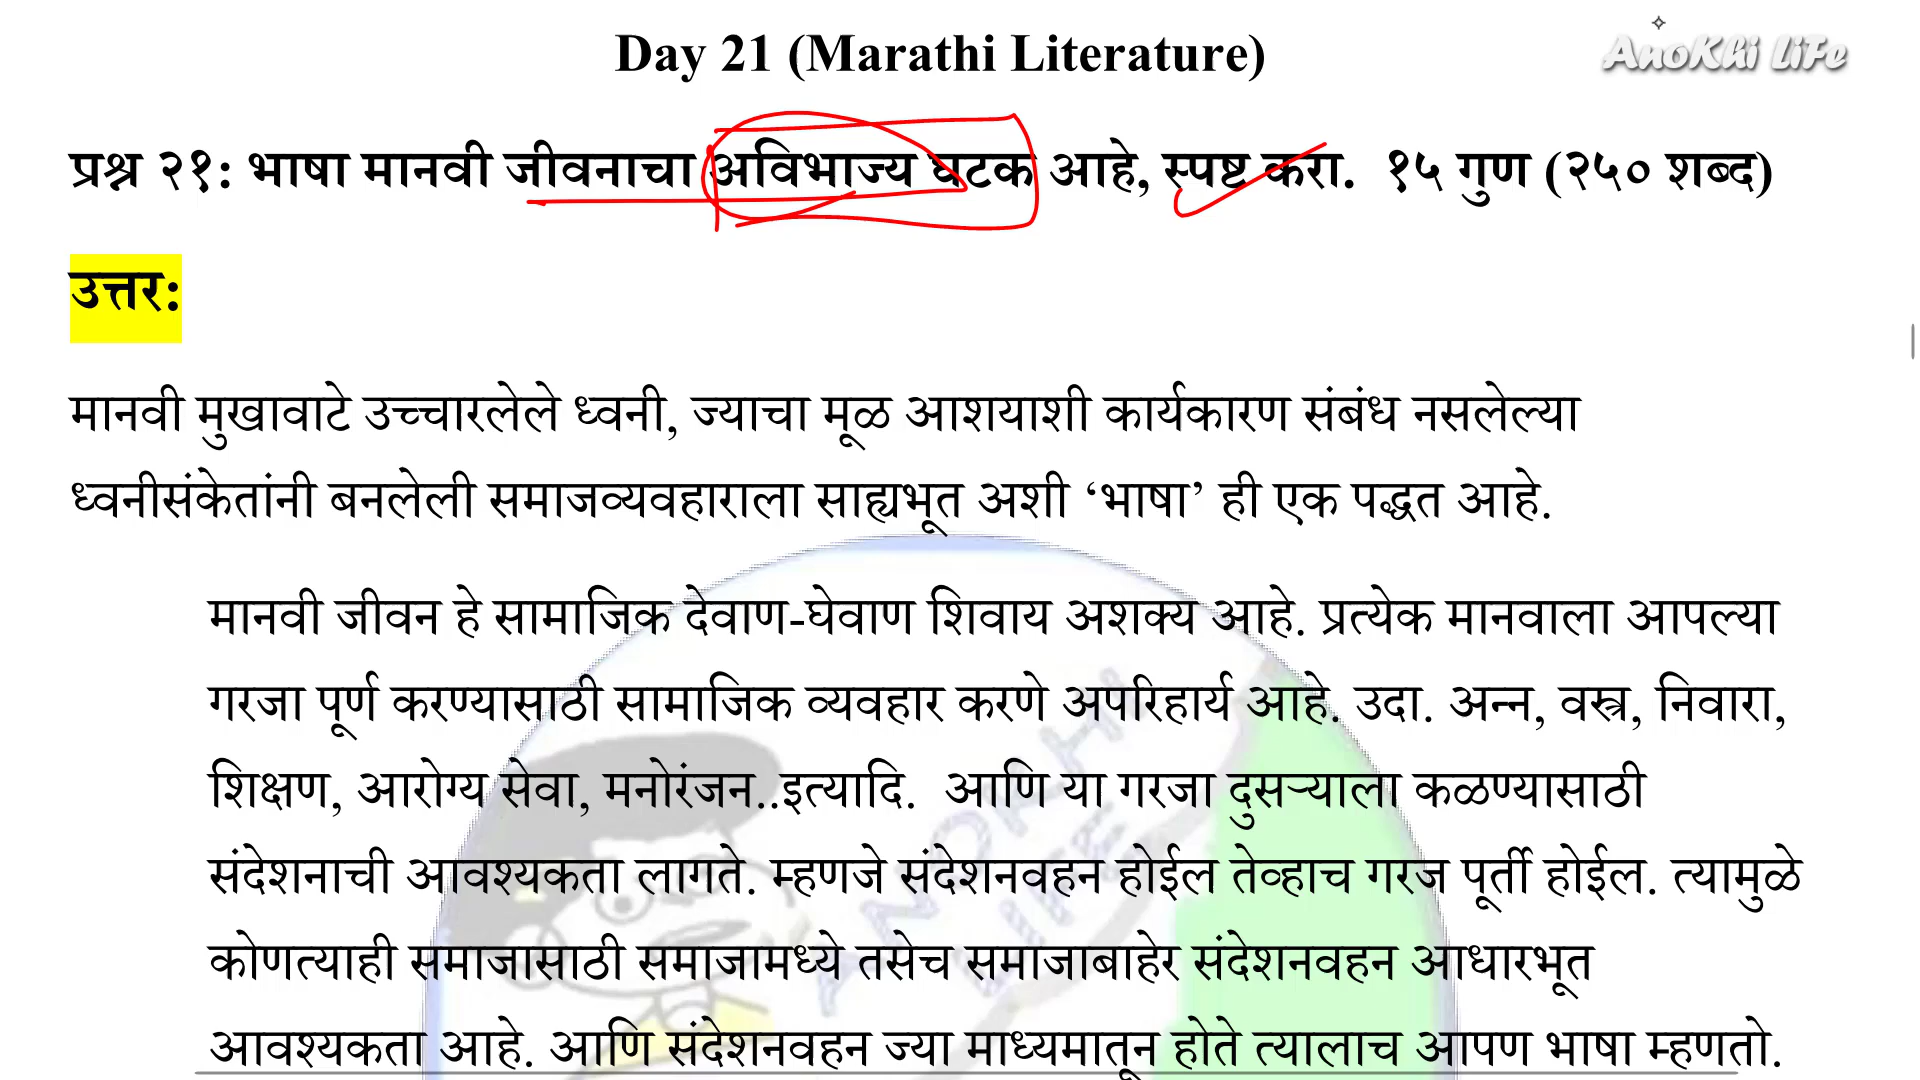 Day 21 (Marathi Literature)
AnoKhi LiFe
प्रश्न २१: भाषा मानवी जीवनाचा अविभाज्य घटक आहे, स्पष्ट करा. १५ गुण (२५० शब्द)
उत्तर:
मानवी मुखावाटे उच्चारलेले ध्वनी, ज्याचा मूळ आशयाशी कार्यकारण संबंध नसलेल्या
ध्वनीसंकेतांनी बनलेली समाजव्यवहाराला साह्यभूत अशी ‘भाषा’ ही एक पद्धत आहे.
मानवी जीवन हे सामाजिक देवाण-घेवाण शिवाय अशक्य आहे. प्रत्येक मानवाला आपल्या
गरजा पूर्ण करण्यासाठी सामाजिक व्यवहार करणे अपरिहार्य आहे. उदा. अन्न, वस्त्र, निवारा,
शिक्षण, आरोग्य सेवा, मनोरंजन..इत्यादि. आणि या गरजा दुसऱ्याला कळण्यासाठी
संदेशनाची आवश्यकता लागते. म्हणजे संदेशनवहन होईल तेव्हाच गरज पूर्ती होईल. त्यामुळे
कोणत्याही समाजासाठी समाजामध्ये तसेच समाजाबाहेर संदेशनवहन आधारभूत
आवश्यकता आहे. आणि संदेशनवहन ज्या माध्यमातून होते त्यालाच आपण भाषा म्हणतो.
ANOKHI
LIFE